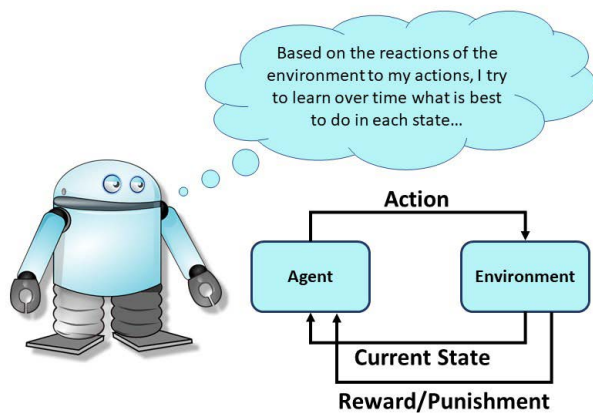 Based on the reactions of the
environment to my actions, I try
to learn over time what is best
to do in each state...
Action
Agent
Environment
Current State
Reward/Punishment